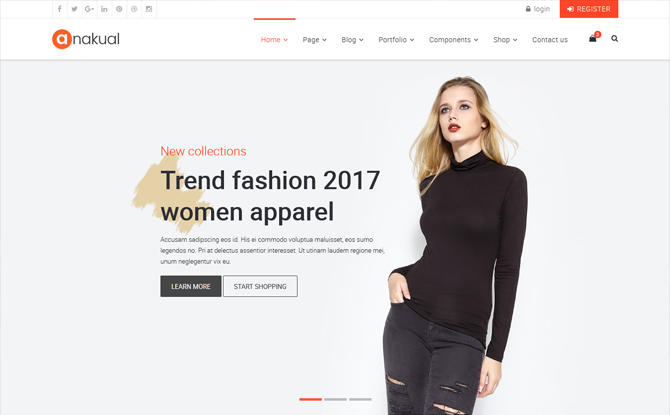 login
REGISTER
anakual
Home
Page
Blog
Portfolio
Components
Shop
Contact us
New collections
Trend fashion 2017
women apparel
Accusam sadipscing eos id. His ei commodo voluptua maluisset, eos sumo
legendos no. Pri at delectus assentior interesset. Ut utinam laudem regione mei,
unum neglegentur vix eu.
LEARN MORE
START SHOPPING